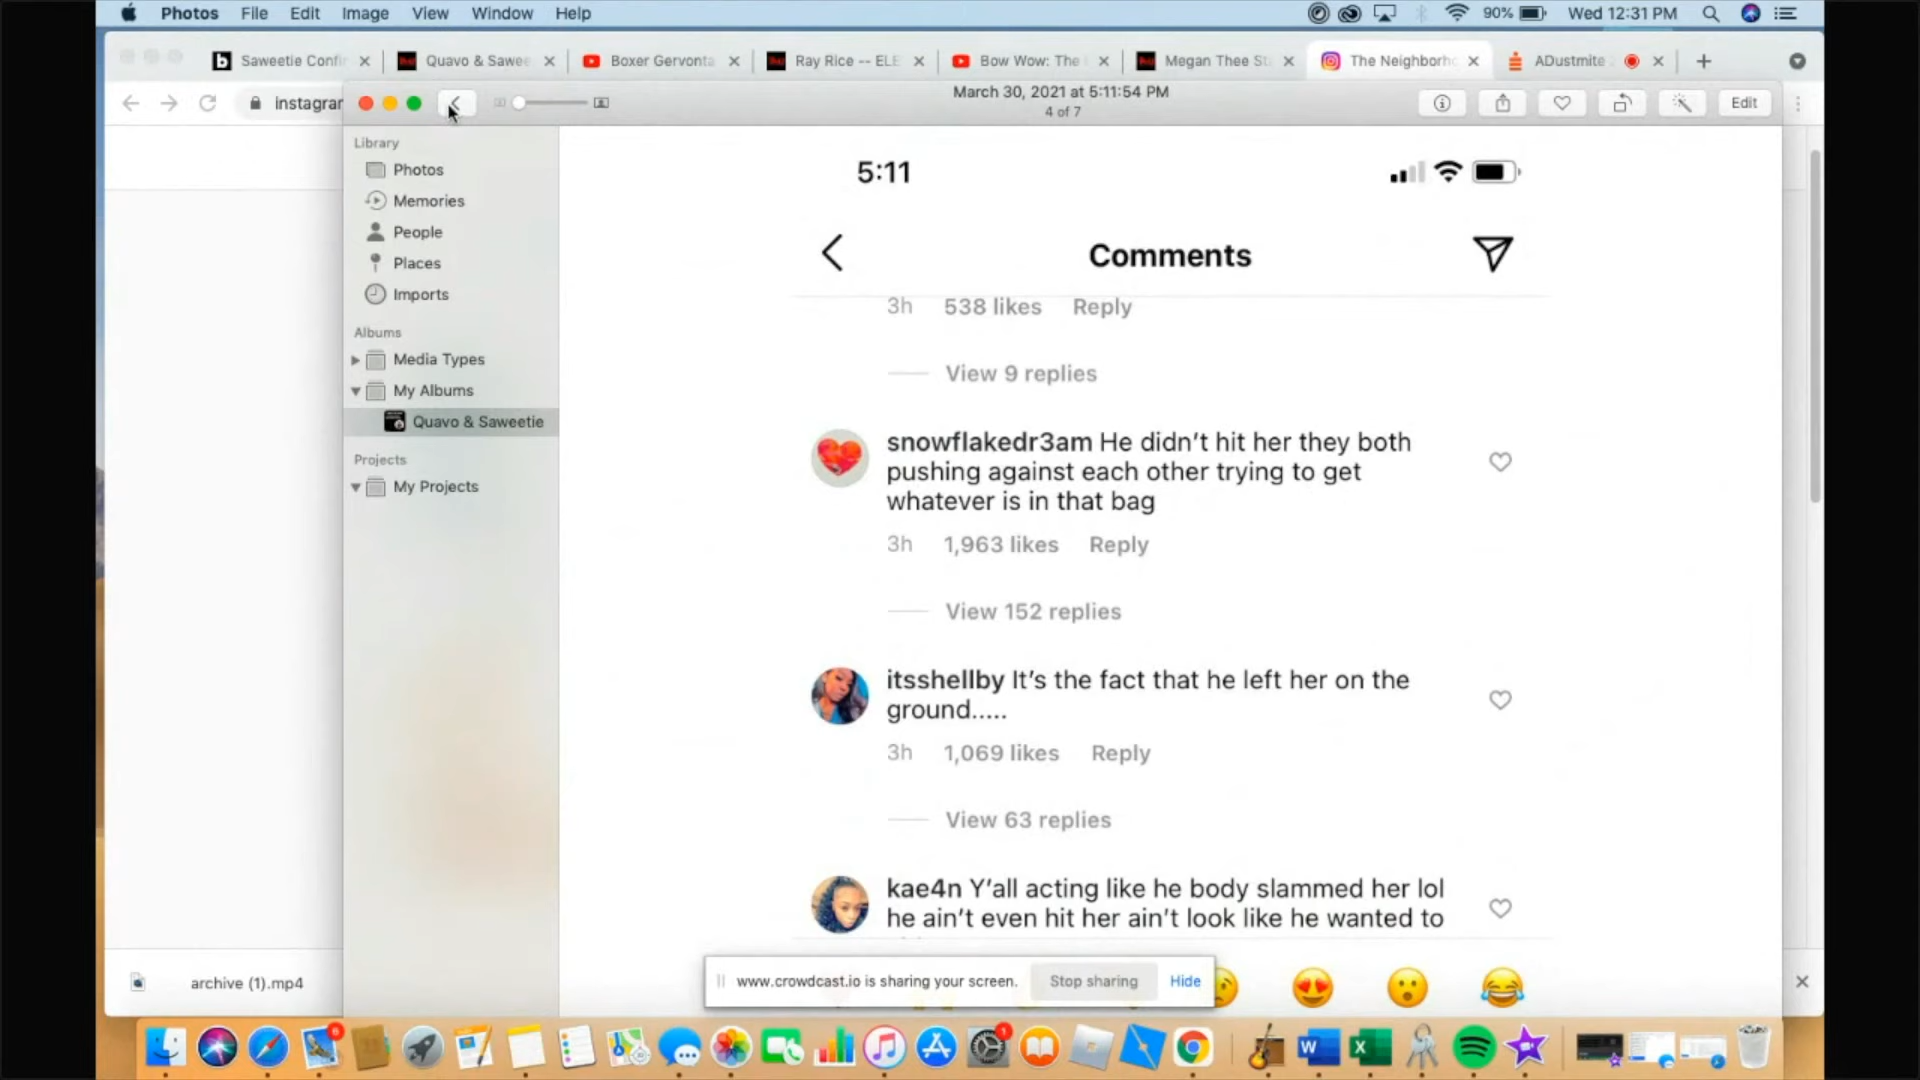 Photos File Edit Image View Window Help 90% Wed 12:31 PM
Saweetie Confi Quavo & Sawee Boxer Gervonta Ray Rice -- ELE Bow Wow: The Megan Thee St The Neighborh ADustmite
instagra
March 30, 2021 at 5:11:54 PM
4 of 7
Edit
Library
Photos
Memories
People
Places
Imports
Albums
Media Types
My Albums
Quavo & Saweetie
Projects
My Projects
5:11
Comments
3h 538 likes Reply
View 9 replies
snowflakedr3am He didn't hit her they both
pushing against each other trying to get
whatever is in that bag
3h 1,963 likes Reply
View 152 replies
itsshellby It's the fact that he left her on the
ground.....
3h 1,069 likes Reply
View 63 replies
kae4n Y'all acting like he body slammed her lol
he ain't even hit her ain't look like he wanted to
www.crowdcast.io is sharing your screen. Stop sharing Hide
archive (1).mp4